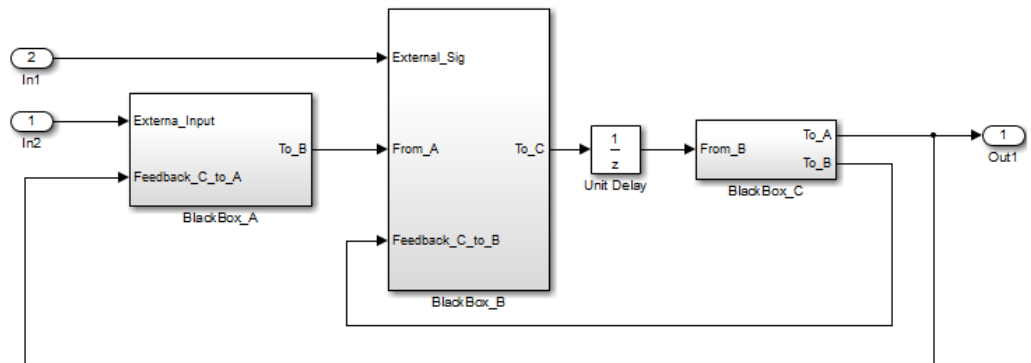 2
In1
1
In2
Externa_Input
Feedback_C_to_A
To_B
BlackBox_A
External_Sig
From_A
Feedback_C_to_B
To_C
BlackBox_B
1
z
Unit Delay
From_B
To_A
To_B
BlackBox_C
1
Out1